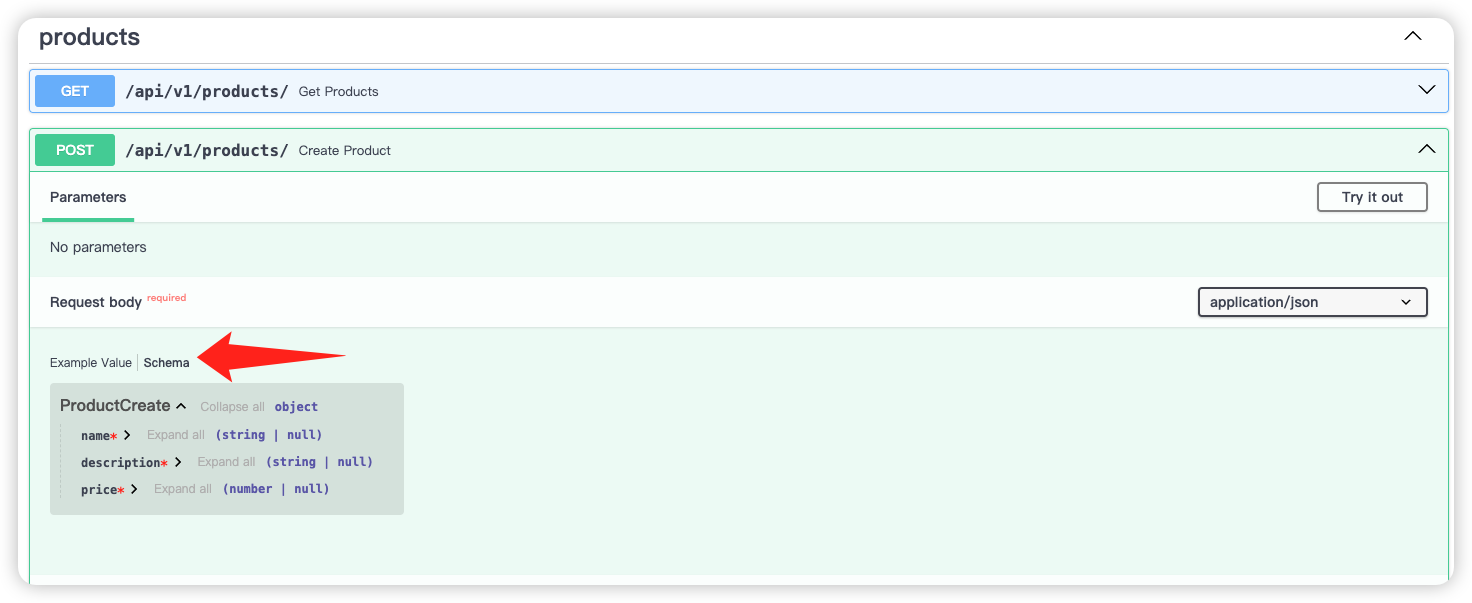 products
GET /api/v1/products/ Get Products
POST /api/v1/products/ Create Product
Parameters Try it out
No parameters
Request body required application/json
Example Value Schema
ProductCreate Collapse all object
name* Expand all (string | null)
description* Expand all (string | null)
price* Expand all (number | null)